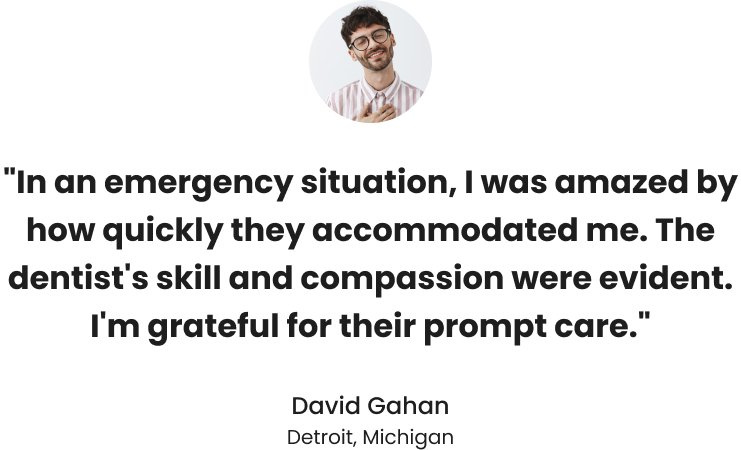 "In an emergency situation, I was amazed by
how quickly they accommodated me. The
dentist's skill and compassion were evident.
I'm grateful for their prompt care."
David Gahan
Detroit, Michigan